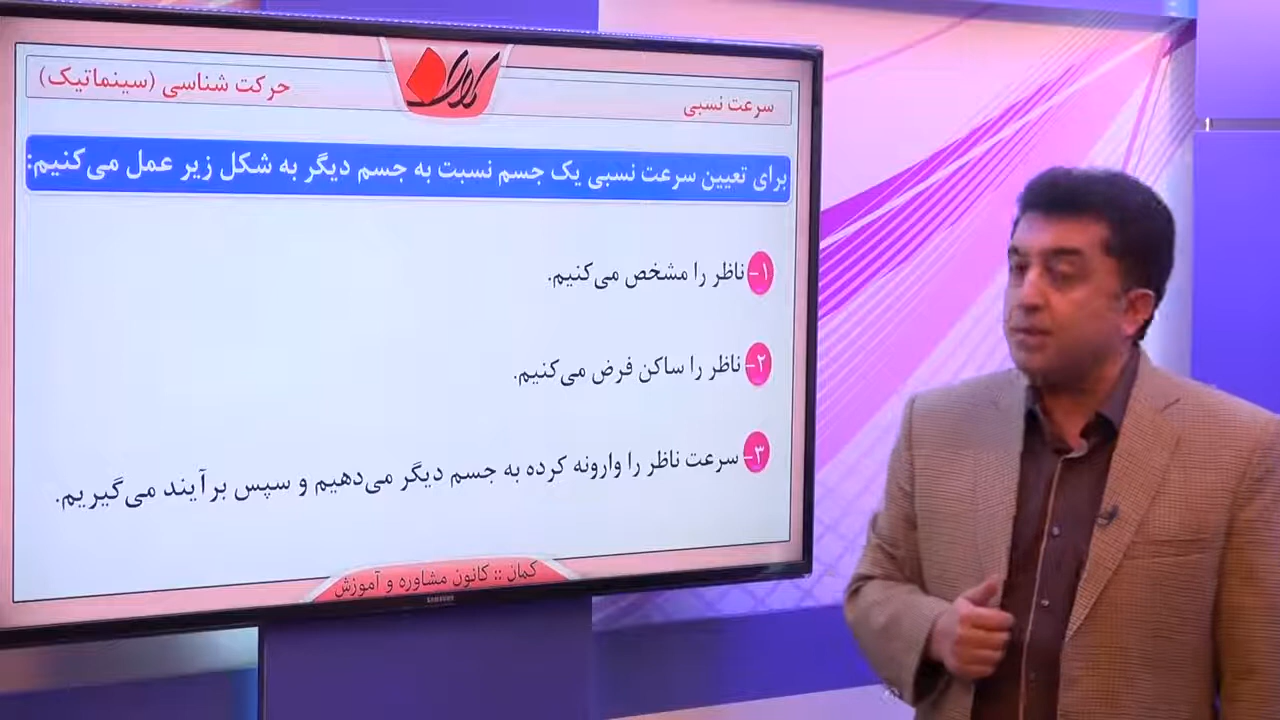 سرعت نسبی
حرکت شناسی (سینماتیک)
کمان
برای تعیین سرعت نسبی یک جسم نسبت به جسم دیگر به شکل زیر عمل می‌کنیم:
۱- ناظر را مشخص می‌کنیم.
۲- ناظر را ساکن فرض می‌کنیم.
۳- سرعت ناظر را وارونه کرده به جسم دیگر می‌دهیم و سپس برآیند می‌گیریم.
کمان :: کانون مشاوره و آموزش
SAMSUNG